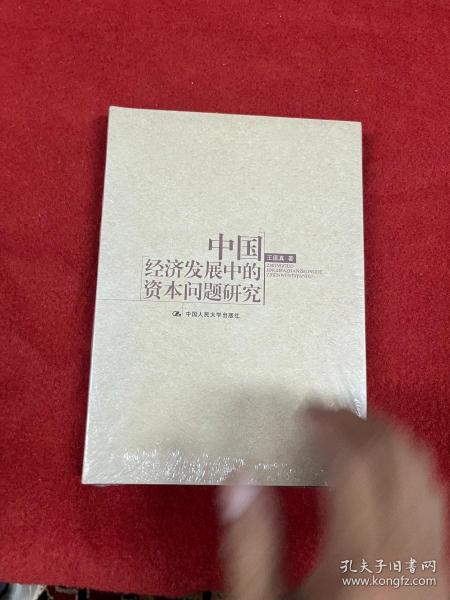 中国
王振真 著
经济发展中的
资本问题研究
中国人民大学出版社
孔夫子旧书网
www.kongfz.com